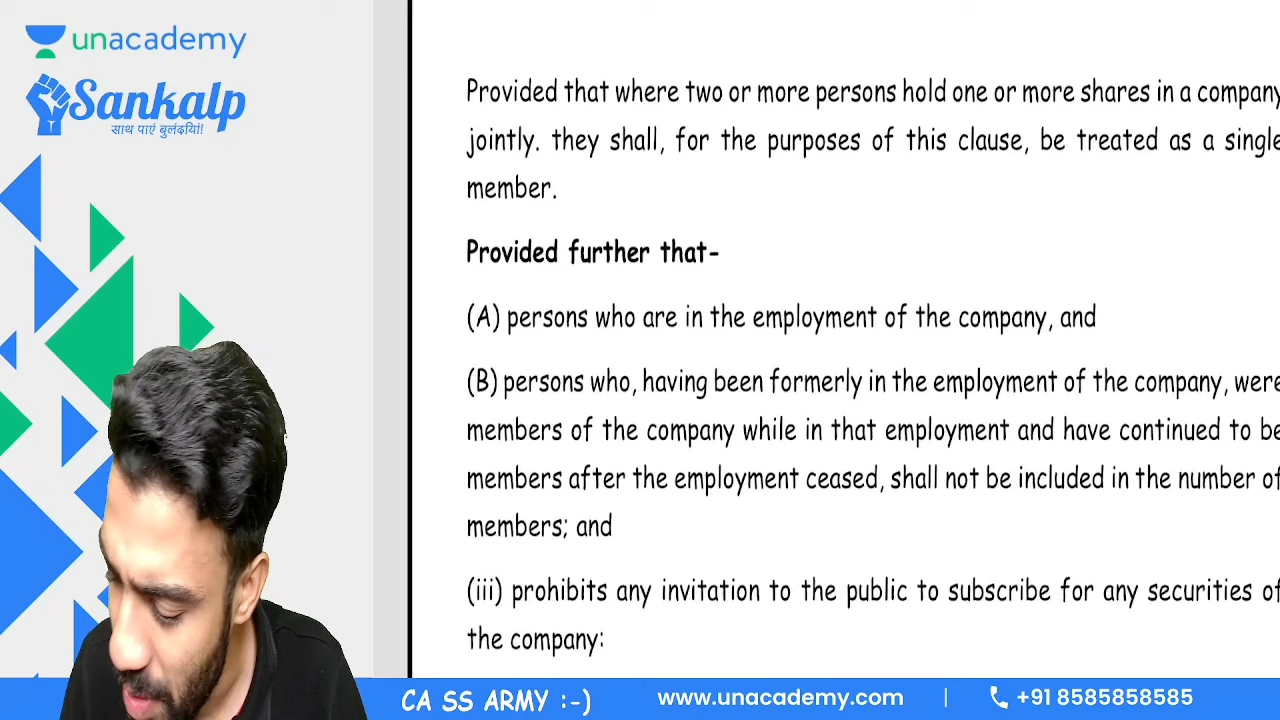 unacademy
Sankalp
साथ पाएं बुलंदियां!
Provided that where two or more persons hold one or more shares in a company
jointly. they shall, for the purposes of this clause, be treated as a single
member.
Provided further that-
(A) persons who are in the employment of the company, and
(B) persons who, having been formerly in the employment of the company, were
members of the company while in that employment and have continued to be
members after the employment ceased, shall not be included in the number of
members; and
(iii) prohibits any invitation to the public to subscribe for any securities of
the company:
CA SS ARMY :-) www.unacademy.com | +91 8585858585